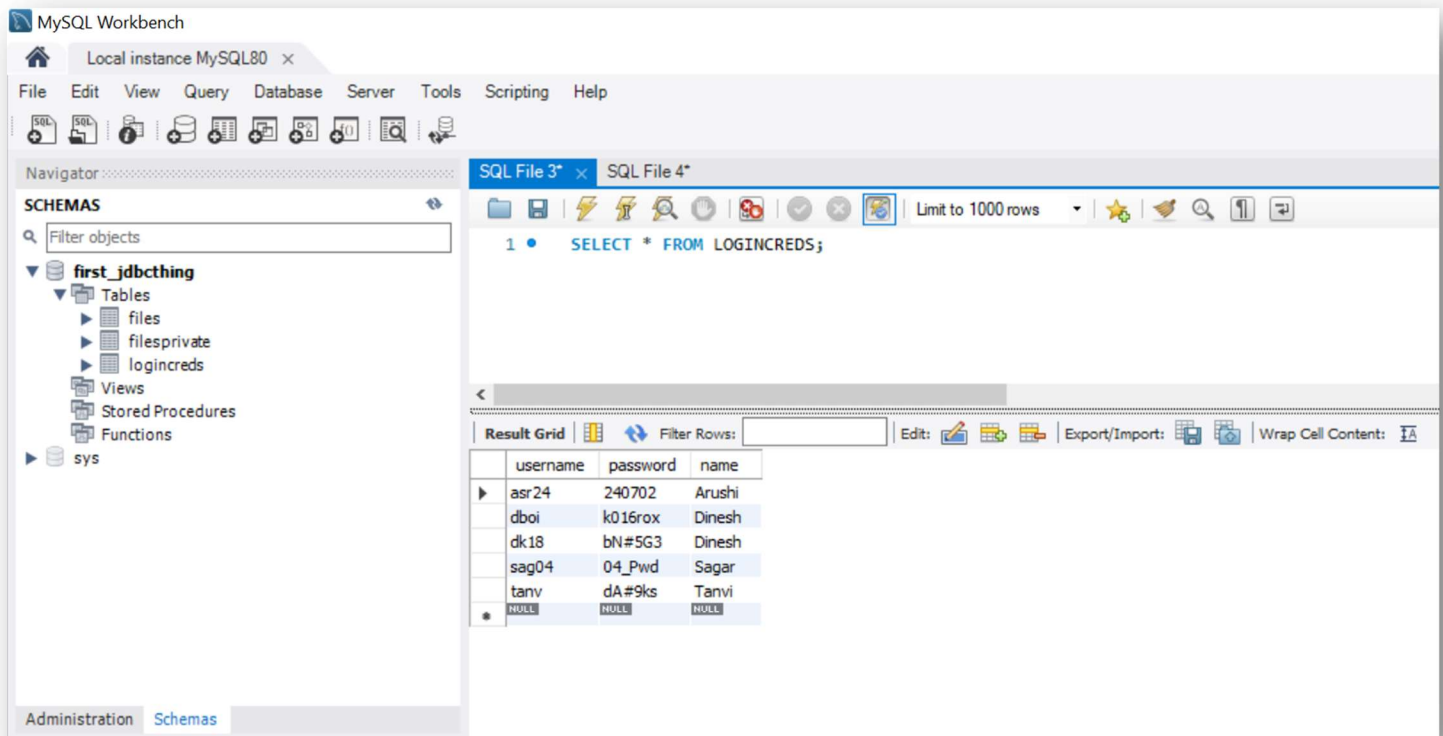 MySQL Workbench
Local instance MySQL80 ×
File Edit View Query Database Server Tools Scripting Help
Navigator
SCHEMAS
Filter objects
first_jdbcthing
Tables
files
filesprivate
logincreds
Views
Stored Procedures
Functions
sys
Administration Schemas
SQL File 3* × SQL File 4*
Limit to 1000 rows
1 SELECT * FROM LOGINCREDS;
Result Grid Filter Rows: Edit: Export/Import: Wrap Cell Content: IA
username password name
asr24 240702 Arushi
dboi k016rox Dinesh
dk18 bN#5G3 Dinesh
sag04 04_Pwd Sagar
tanv dA#9ks Tanvi
NULL NULL NULL